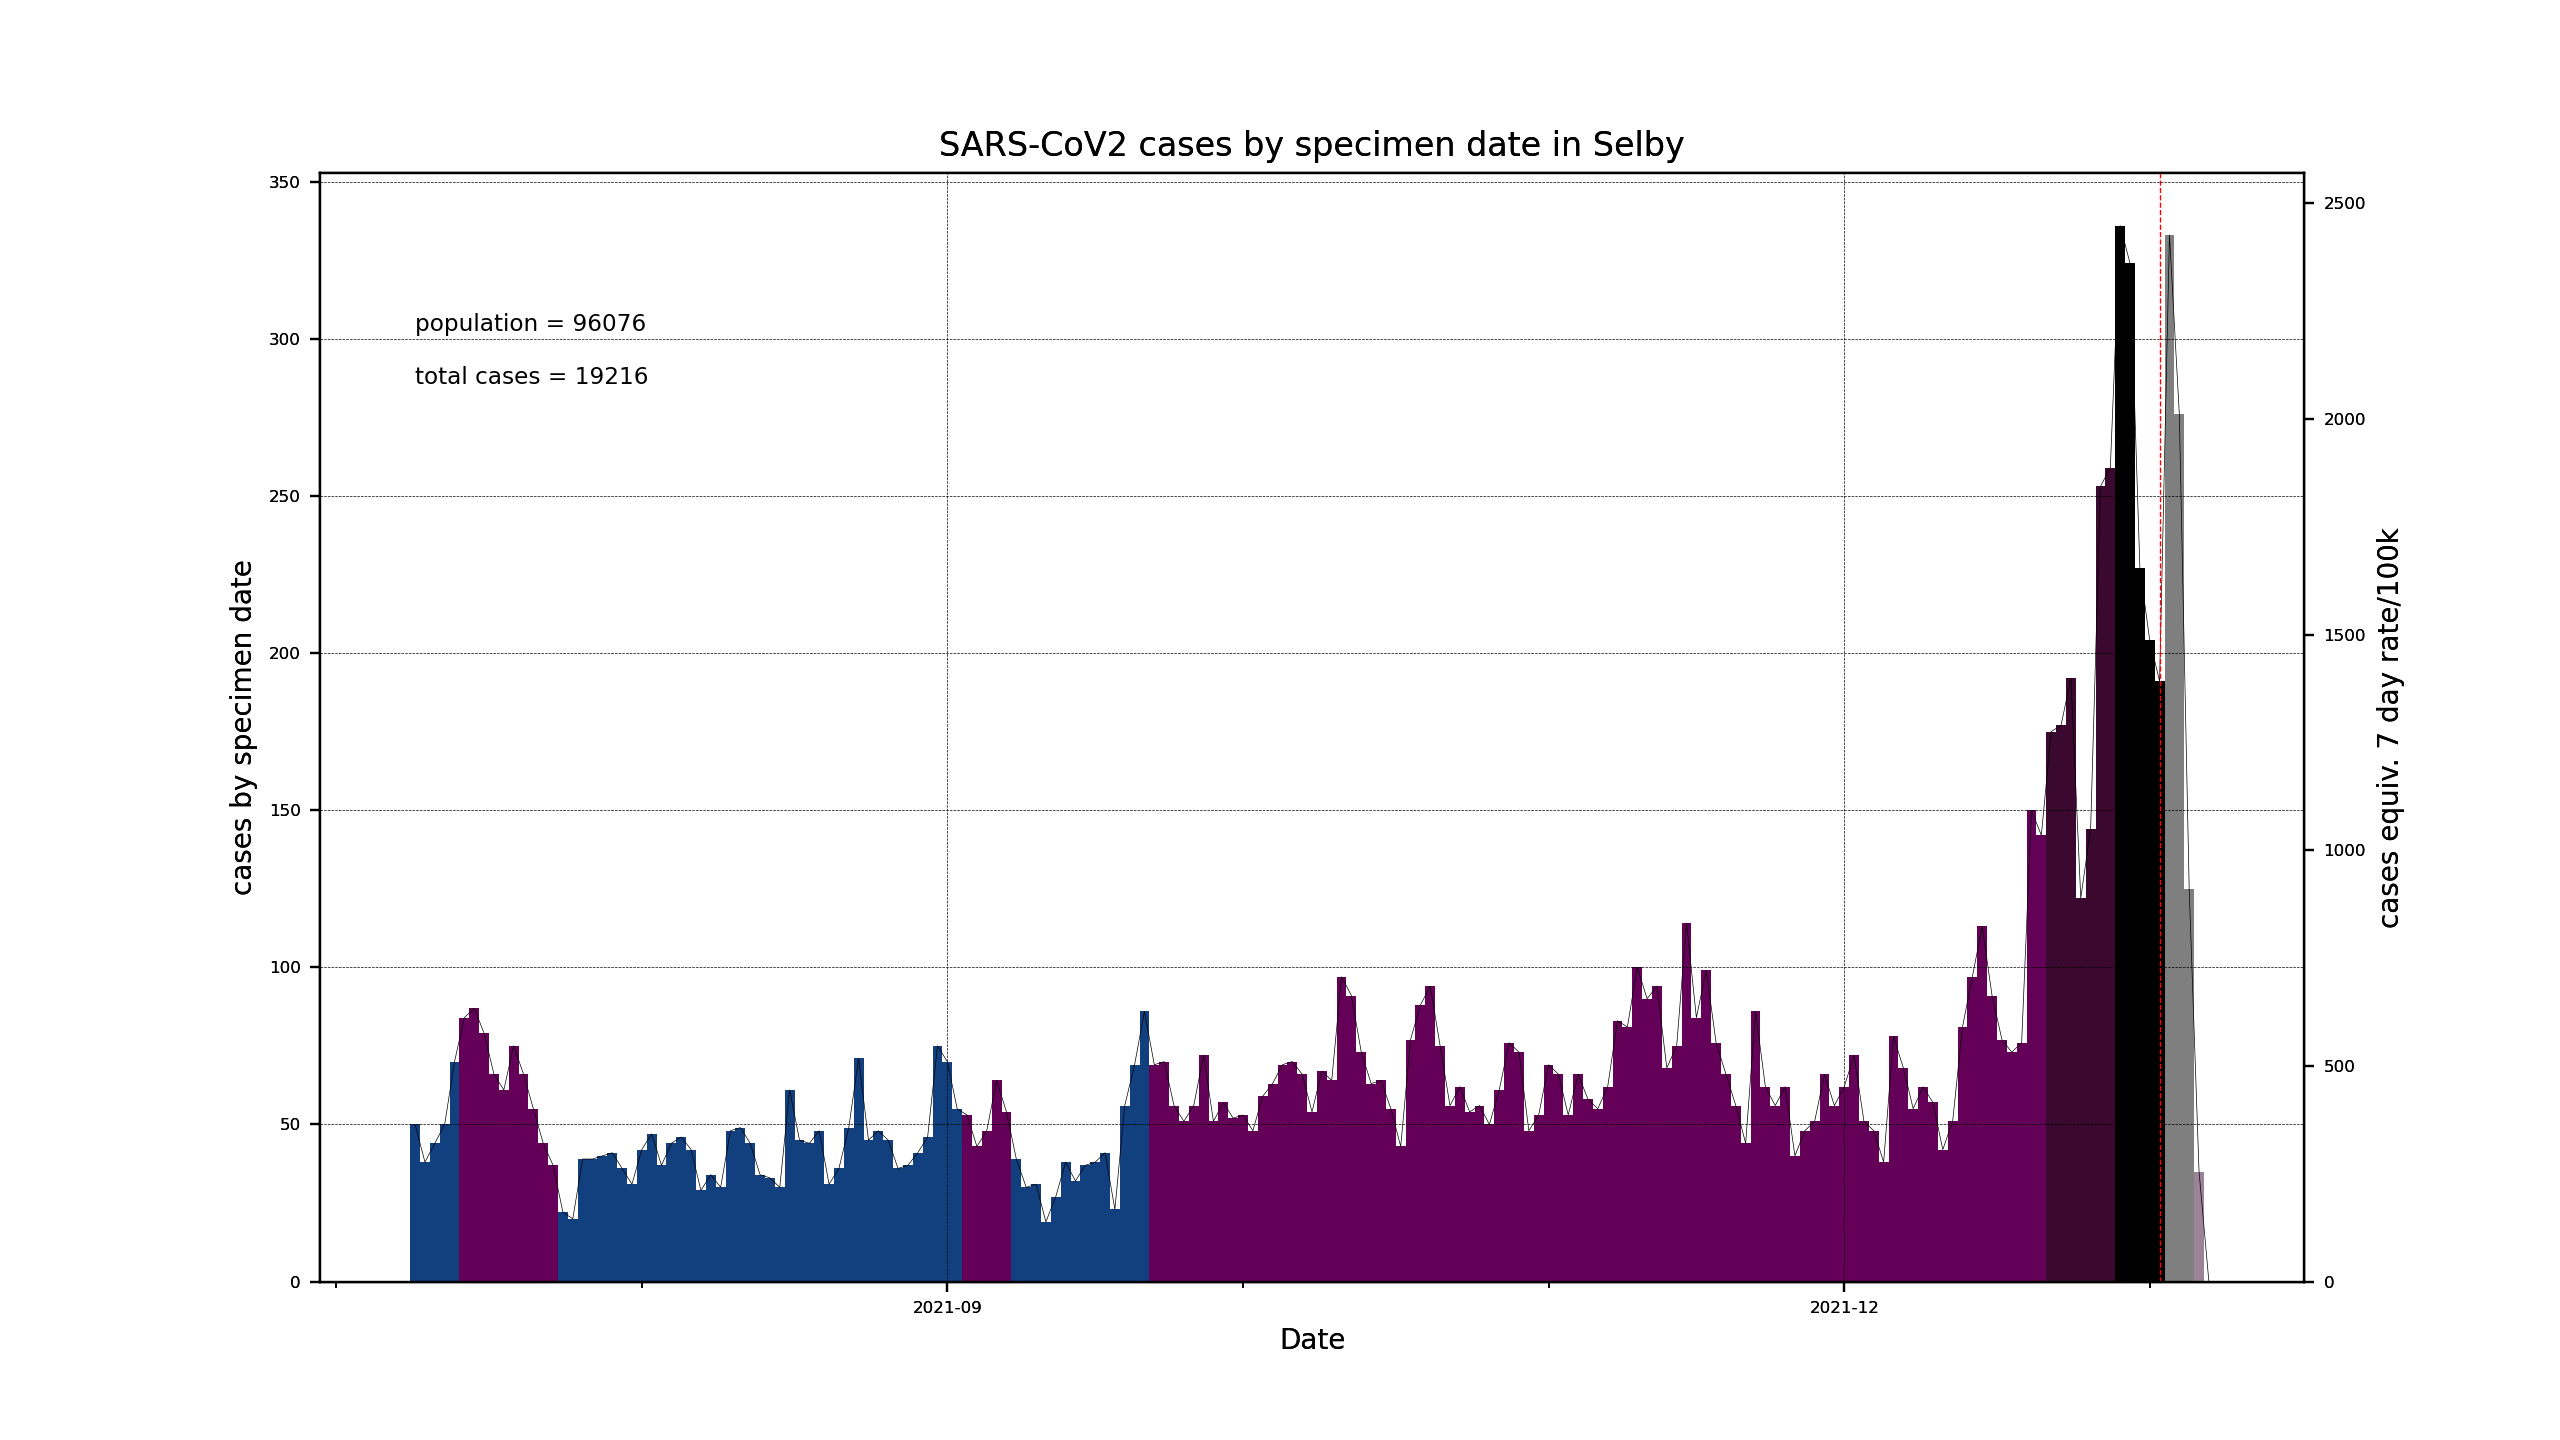 SARS-CoV2 cases by specimen date in Selby
population = 96076
total cases = 19216
cases by specimen date
350
300
250
200
150
100
50
0
2500
2000
1500
1000
500
0
cases equiv. 7 day rate/100k
2021-09
2021-12
Date